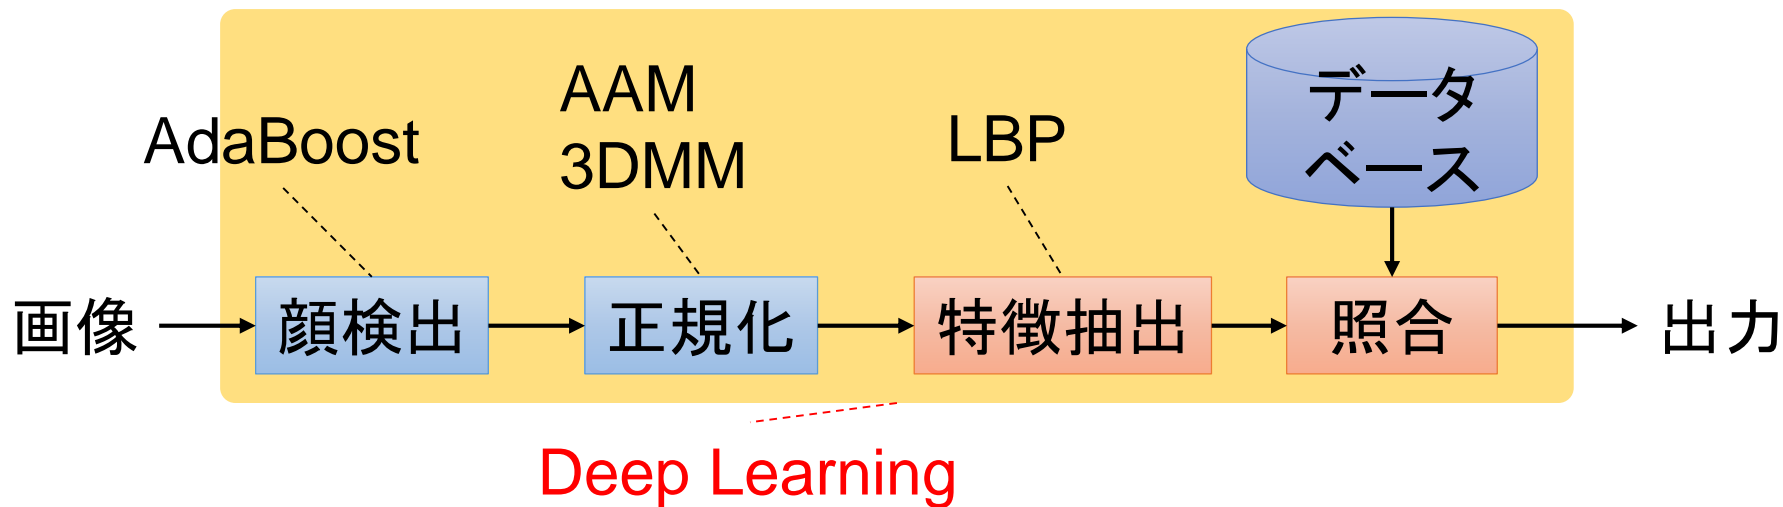 AdaBoost
AAM
3DMM
LBP
データ
ベース
画像
顔検出
正規化
特徴抽出
照合
出力
Deep Learning